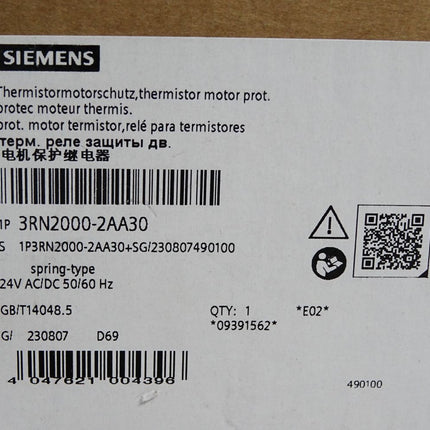 SIEMENS
Thermistormotorschutz,thermistor motor prot.
protec moteur thermis.
prot. motor termistor,relé para termistores
терм. реле защиты дв.
电机保护继电器
1P 3RN2000-2AA30
S 1P3RN2000-2AA30+SG/230807490100
spring-type
24V AC/DC 50/60 Hz
GB/T14048.5
QTY: 1 *E02*
*09391562*
G/ 230807 D69
4 047621 004396
490100